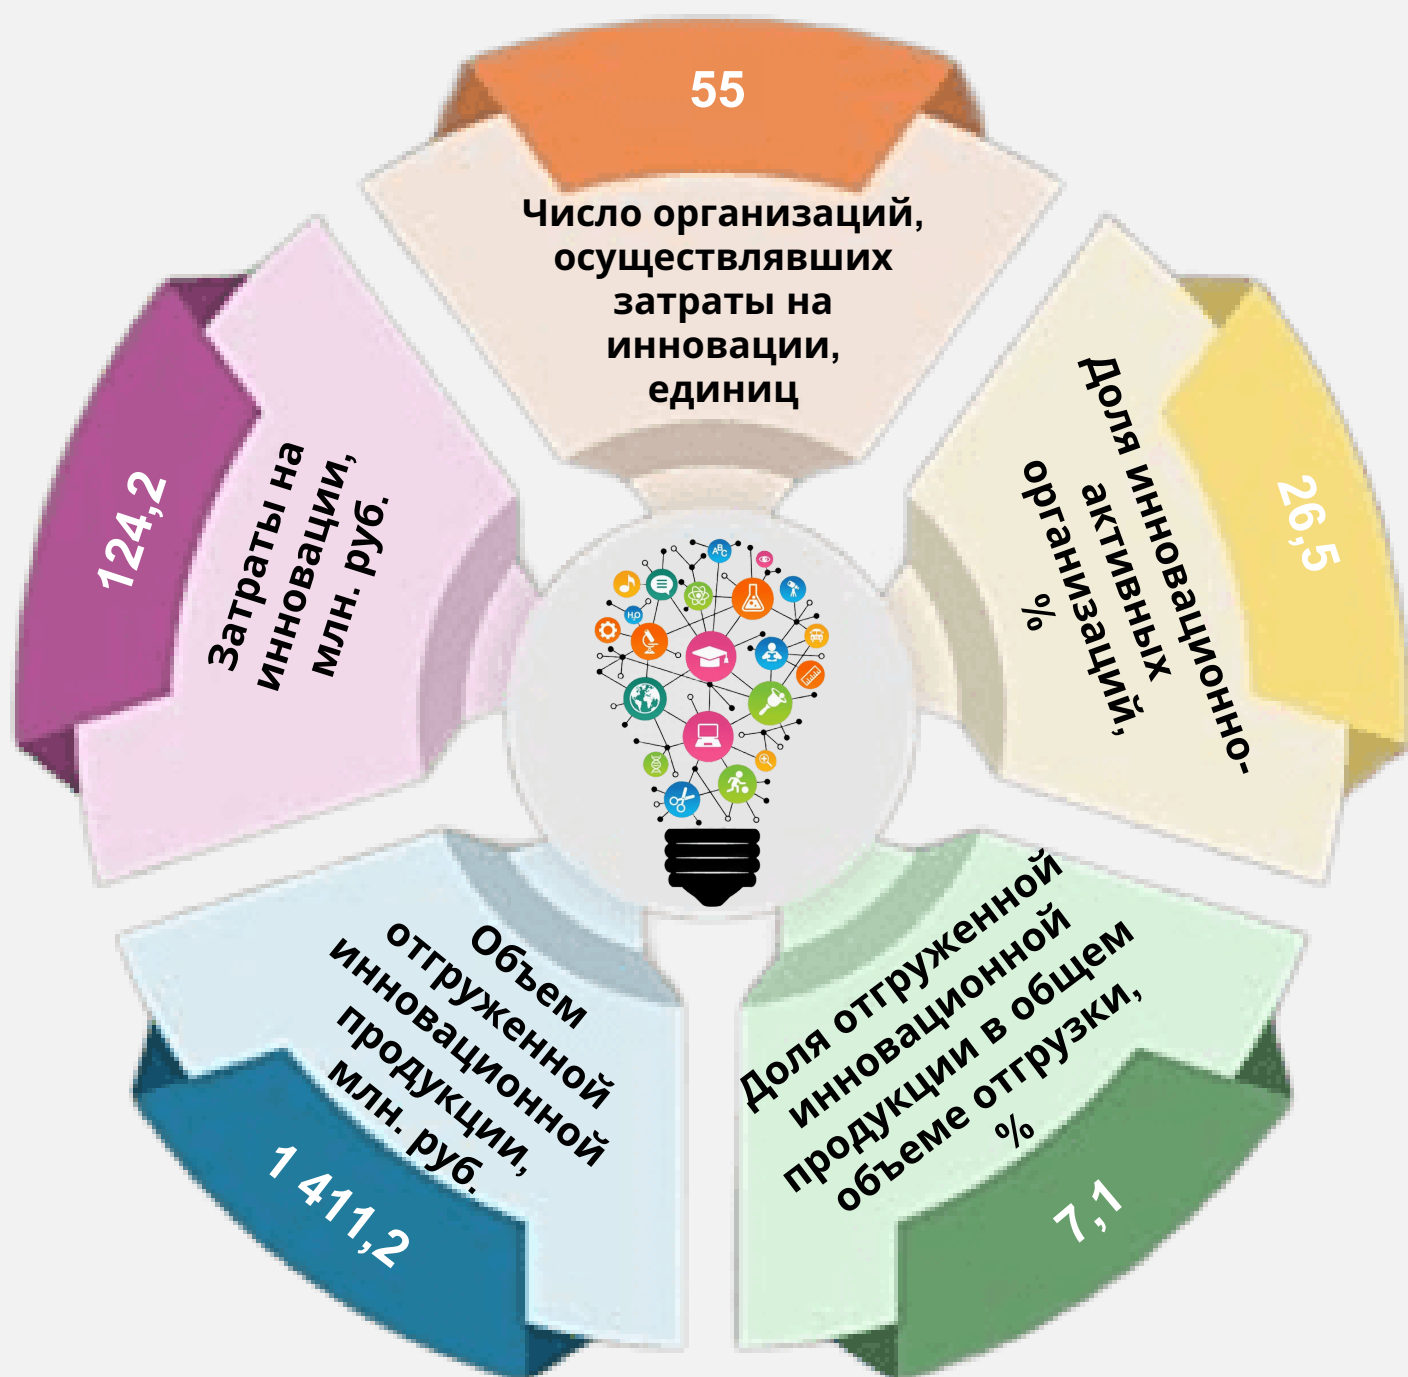 55
Число организаций,
осуществлявших
затраты на
инновации,
единиц
26,5
Доля инновационно-
активных
организаций,
%
7,1
Доля отгруженной
инновационной
продукции в общем
объеме отгрузки,
%
1 411,2
Объем
отгруженной
инновационной
продукции,
млн. руб.
124,2
Затраты на
инновации,
млн. руб.
ABC
H₂O